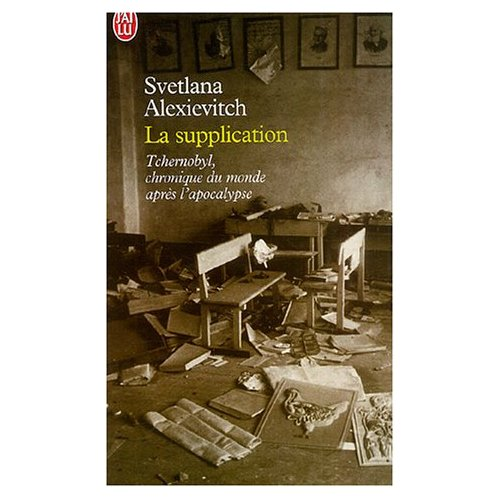 J'AI
LU
Svetlana
Alexievitch
La supplication
Tchernobyl,
chronique du monde
après l'apocalypse